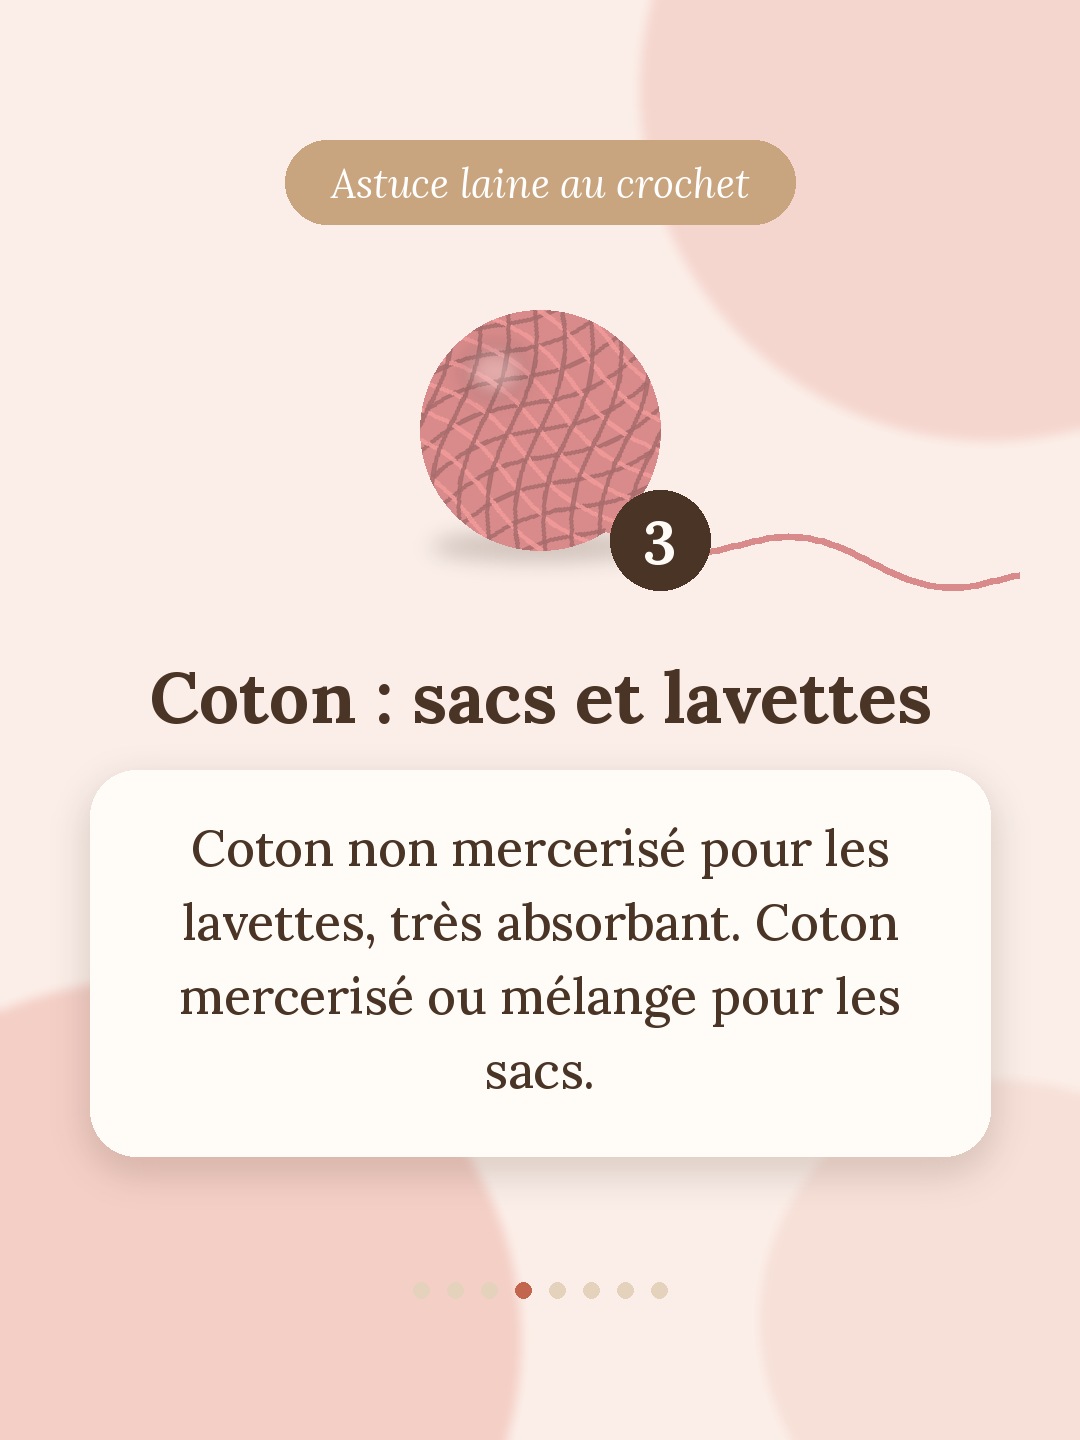 Astuce laine au crochet
3
Coton : sacs et lavettes
Coton non mercerisé pour les
lavettes, très absorbant. Coton
mercerisé ou mélange pour les
sacs.